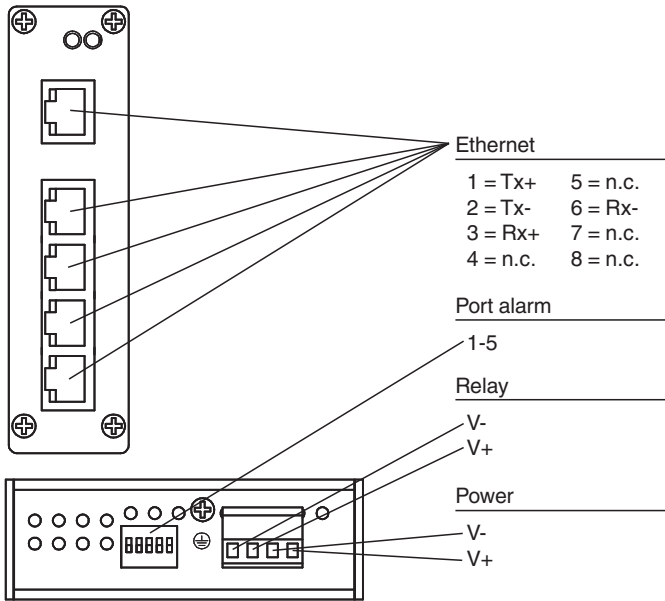 Ethernet
1 = Tx+ 5 = n.c.
2 = Tx- 6 = Rx-
3 = Rx+ 7 = n.c.
4 = n.c. 8 = n.c.
Port alarm
1-5
Relay
V-
V+
Power
V-
V+